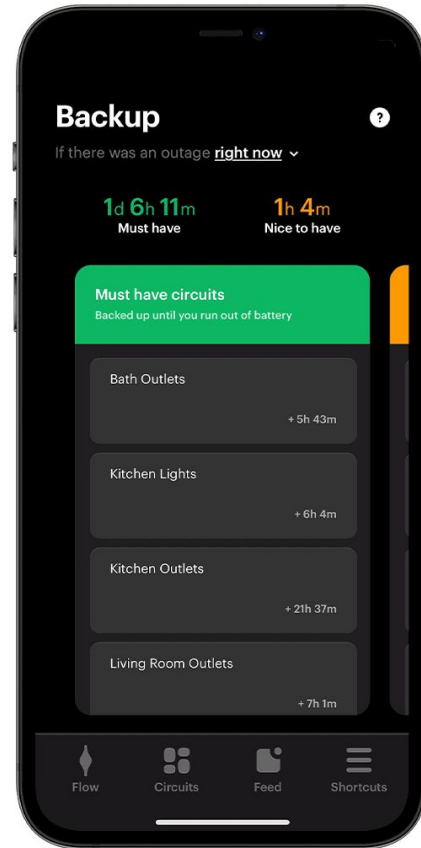 Backup
?
If there was an outage right now
1d 6h 11m
Must have
1h 4m
Nice to have
Must have circuits
Backed up until you run out of battery
Bath Outlets
+ 5h 43m
Kitchen Lights
+ 6h 4m
Kitchen Outlets
+ 21h 37m
Living Room Outlets
+ 7h 1m
Flow
Circuits
Feed
Shortcuts